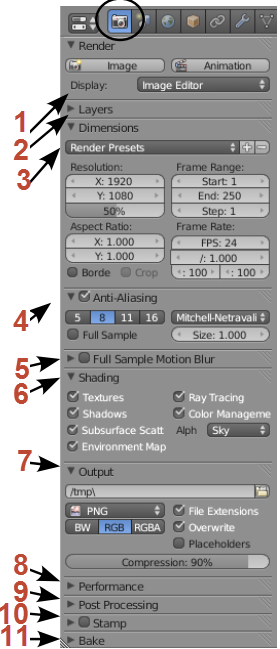 Render
Image Animation
Display: Image Editor
1
Layers
2
Dimensions
3
Render Presets
Resolution: Frame Range:
X: 1920 Start: 1
Y: 1080 End: 250
50% Step: 1
Aspect Ratio: Frame Rate:
X: 1.000 FPS: 24
Y: 1.000 /: 1.000
Borde Crop : 100 : 100
4
Anti-Aliasing
5 8 11 16 Mitchell-Netravali
Full Sample Size: 1.000
5
Full Sample Motion Blur
6
Shading
Textures Ray Tracing
Shadows Color Manageme
Subsurface Scatt Alph Sky
Environment Map
7
Output
/tmp\
PNG File Extensions
BW RGB RGBA Overwrite
Placeholders
Compression: 90%
8
Performance
9
Post Processing
10
Stamp
11
Bake